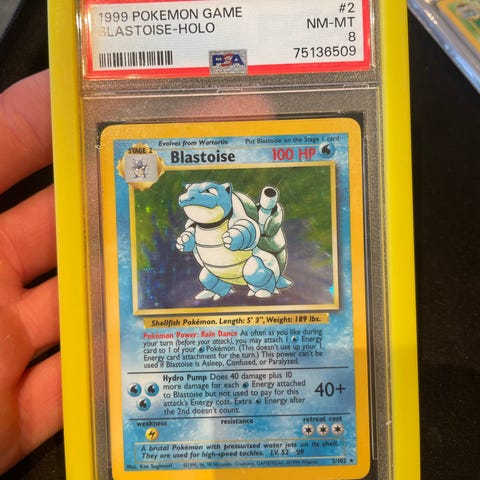 1999 POKEMON GAME #2
BLASTOISE-HOLO NM-MT
8
PSA 75136509
Evolves from Wartortle Put Blastoise on the Stage 1 card
STAGE 2 Blastoise 100 HP
Shellfish Pokémon. Length: 5' 3", Weight: 189 lbs.
Pokémon Power: Rain Dance As often as you like during
your turn (before your attack), you may attach 1 Energy
card to 1 of your Pokémon. (This doesn't use up your 1
Energy card attachment for the turn.) This power can't be used
if Blastoise is Asleep, Confused, or Paralyzed.
Hydro Pump Does 40 damage plus 10
more damage for each Energy attached
to Blastoise but not used to pay for this
attack's Energy cost. Extra Energy after
the 2nd doesn't count.
40+
weakness resistance retreat cost
A brutal Pokémon with pressurized water jets on its shell.
They are used for high-speed tackles. LV. 52 #9
Illus. Ken Sugimori 2/102